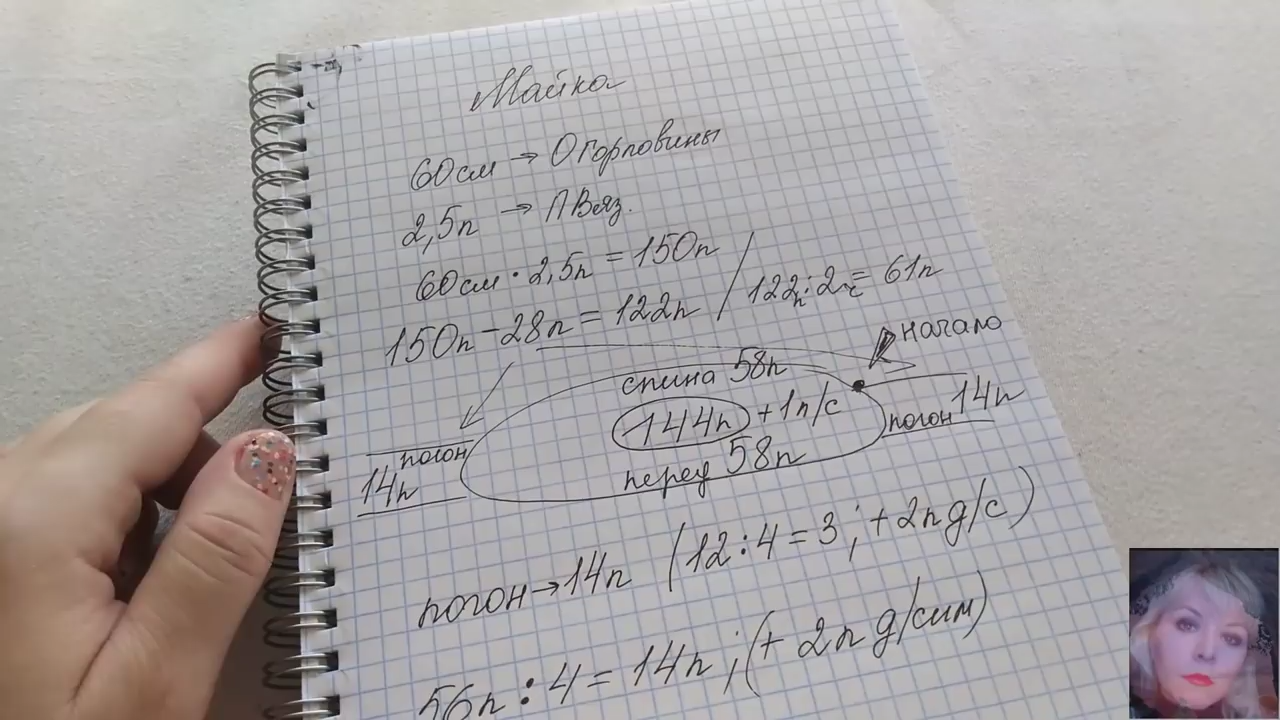 Майка
60см → О горловины
2,5п → П Вяз.
60см · 2,5п = 150п
150п - 28п = 122п / 122п : 2ч = 61п
начало
спина 58п
144п + 1п/с
погон 14п
погон
14п
перед 58п
погон → 14п (12 : 4 = 3 ; + 2п д/с)
56п : 4 = 14п ; (+ 2п д/сим)